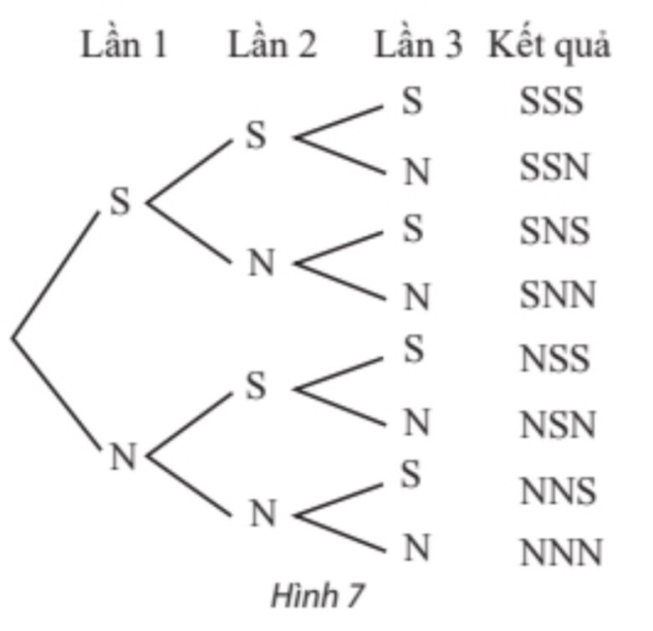 Lần 1 Lần 2 Lần 3 Kết quả
S SSS
S
N SSN
S
S SNS
N
N SNN
S NSS
S
N NSN
N
S NNS
N
N NNN
Hình 7